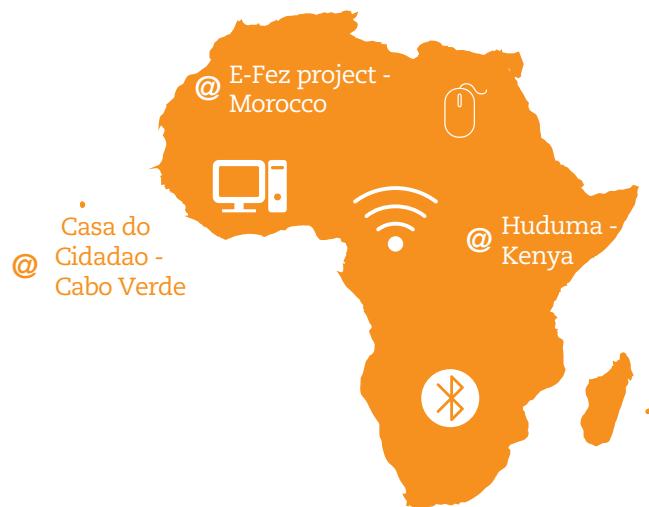 @ E-Fez project -
Morocco
Casa do
@ Cidadao -
Cabo Verde
@ Huduma -
Kenya